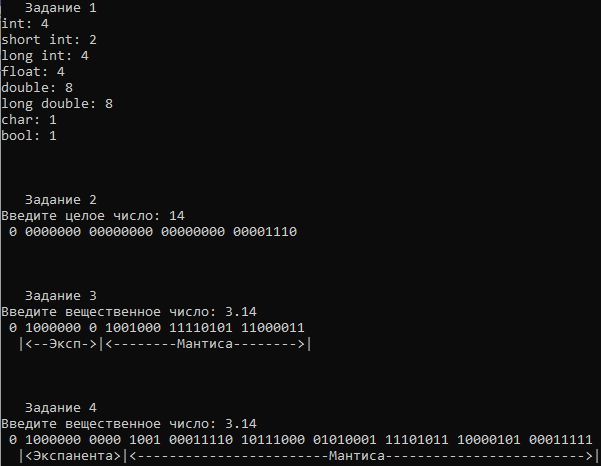 Задание 1
int: 4
short int: 2
long int: 4
float: 4
double: 8
long double: 8
char: 1
bool: 1
Задание 2
Введите целое число: 14
0 0000000 00000000 00000000 00001110
Задание 3
Введите вещественное число: 3.14
0 1000000 0 1001000 11110101 11000011
|<--Эксп->|<--------Мантиса-------->|
Задание 4
Введите вещественное число: 3.14
0 1000000 0000 1001 00011110 10111000 01010001 11101011 10000101 00011111
|<Экспанента>|<-----------------------Мантиса------------------------->|